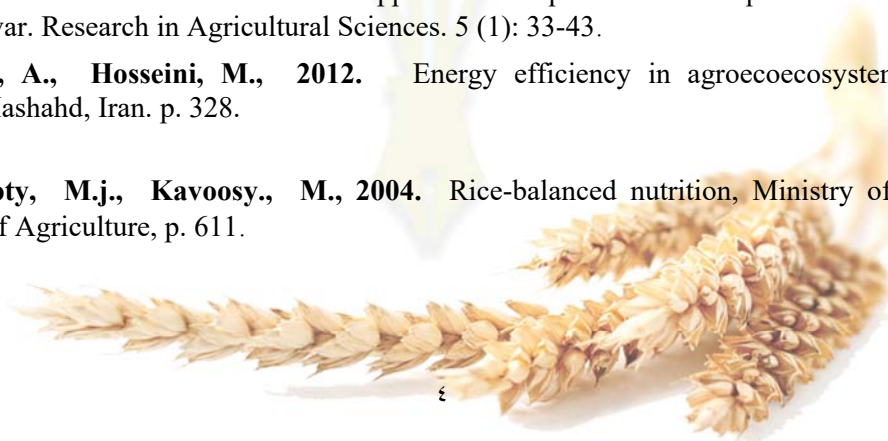 var. Research in Agricultural Sciences. 5 (1): 33-43.
, A., Hosseini, M., 2012. Energy efficiency in agroecoecosystem
ashahd, Iran. p. 328.
oty, M.j., Kavoosy., M., 2004. Rice-balanced nutrition, Ministry of
f Agriculture, p. 611.
٤